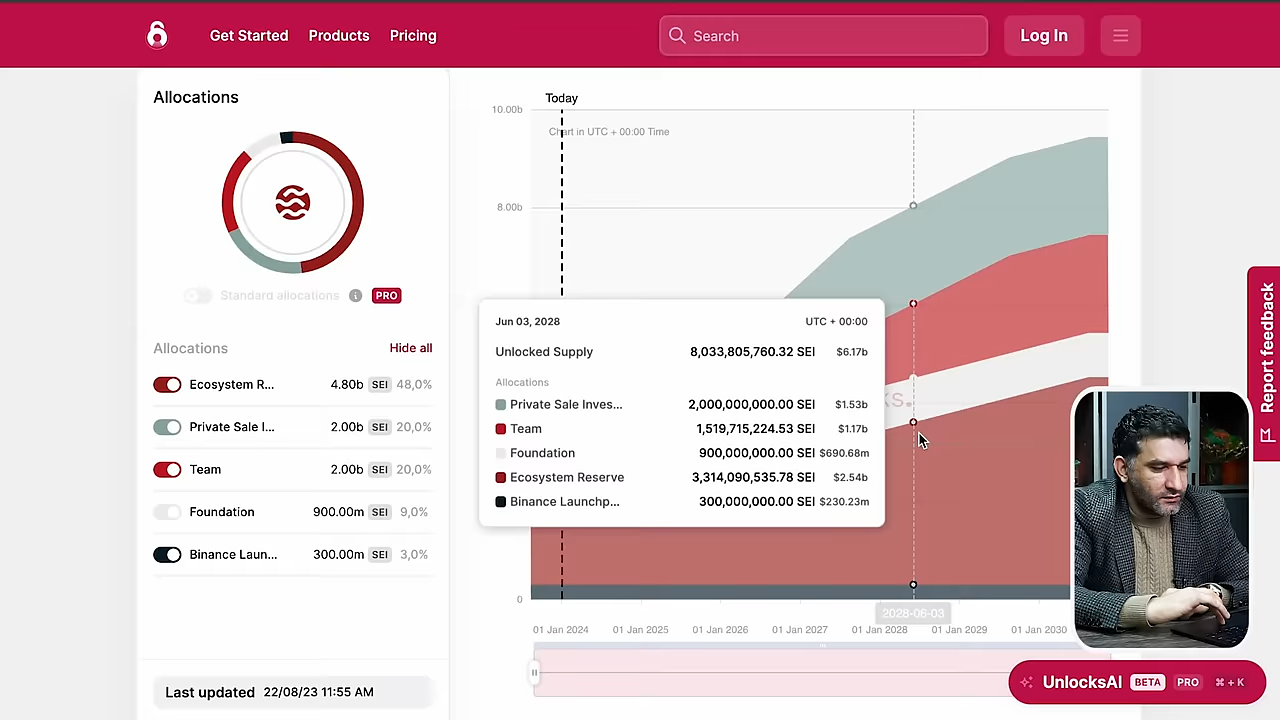 Get Started Products Pricing Search Log In
Allocations
Standard allocations PRO
Allocations Hide all
Ecosystem R... 4.80b SEI 48,0%
Private Sale I... 2.00b SEI 20,0%
Team 2.00b SEI 20,0%
Foundation 900.00m SEI 9,0%
Binance Laun... 300.00m SEI 3,0%
Last updated 22/08/23 11:55 AM
Today
10.00b
Chart in UTC + 00:00 Time
8.00b
Jun 03, 2028 UTC + 00:00
Unlocked Supply 8,033,805,760.32 SEI $6.17b
Allocations
Private Sale Inves... 2,000,000,000.00 SEI $1.53b
Team 1,519,715,224.53 SEI $1.17b
Foundation 900,000,000.00 SEI $690.68m
Ecosystem Reserve 3,314,090,535.78 SEI $2.54b
Binance Launchp... 300,000,000.00 SEI $230.23m
0
2028-06-03
01 Jan 2024 01 Jan 2025 01 Jan 2026 01 Jan 2027 01 Jan 2028 01 Jan 2029 01 Jan 2030
Report feedback
UnlocksAI BETA PRO ⌘ + K